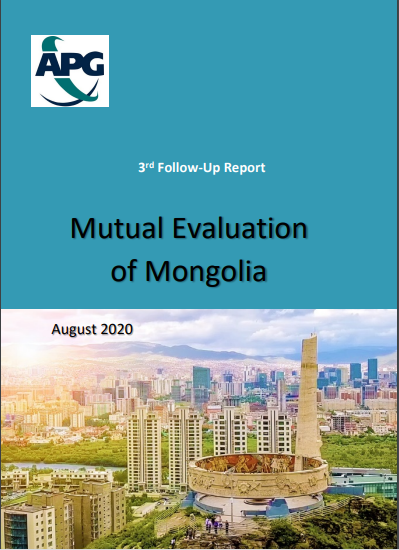 APG
3rd Follow-Up Report
Mutual Evaluation
of Mongolia
August 2020